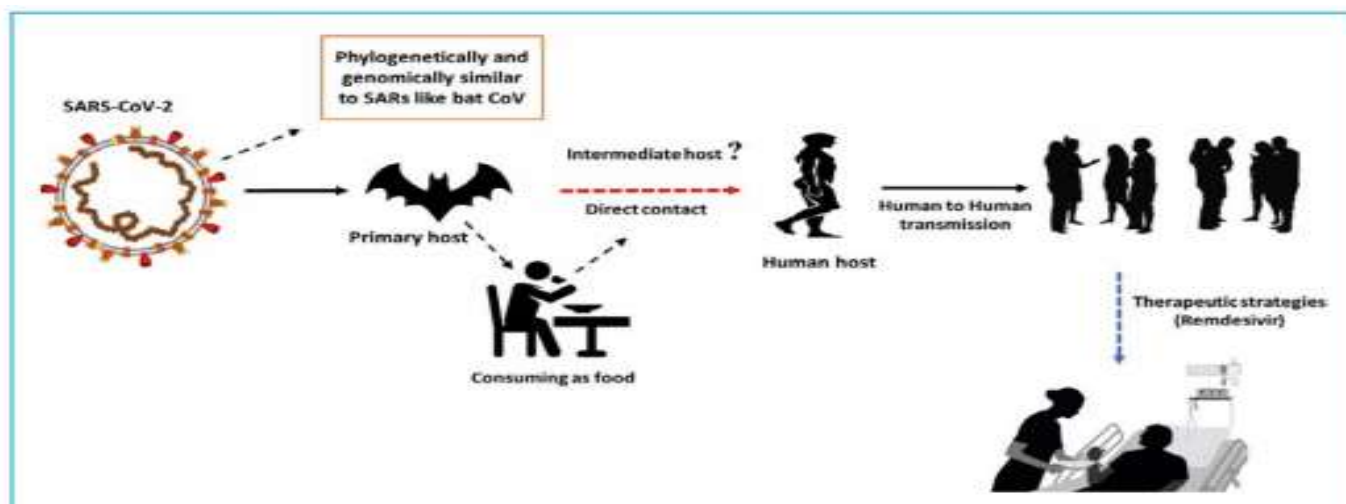 Phylogenetically and
genomically similar
to SARs like bat CoV
SARS-CoV-2
Intermediate host ?
Direct contact
Primary host
Human host
Human to Human
transmission
Consuming as food
Therapeutic strategies
(Remdesivir)